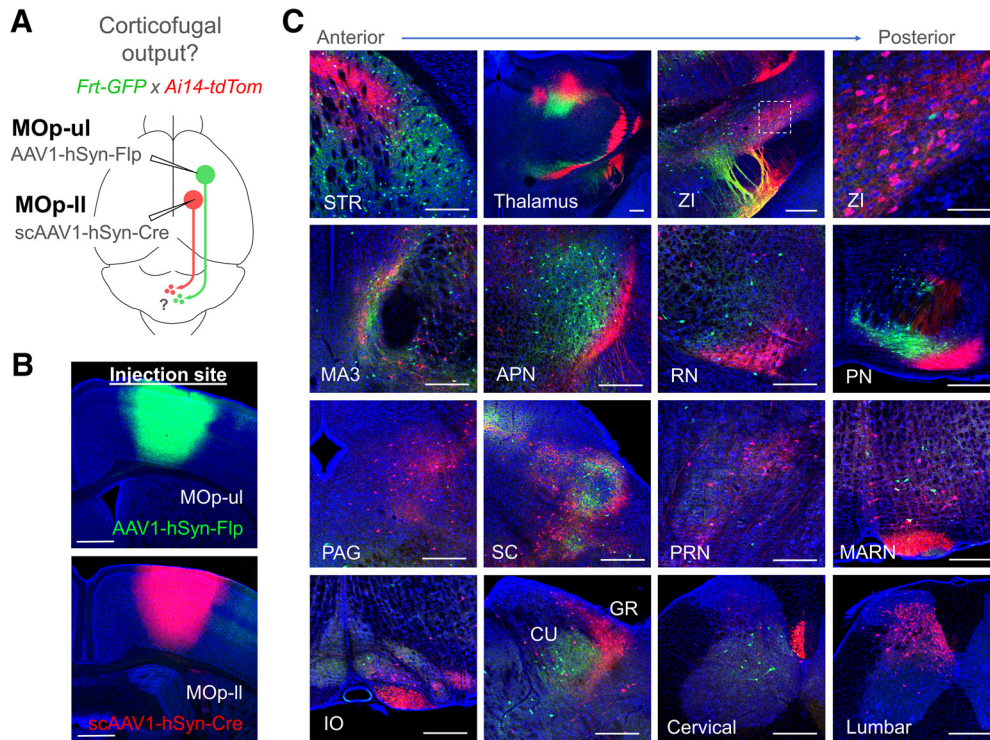 A
Corticofugal
output?
Frt-GFP x Ai14-tdTom
MOp-ul
AAV1-hSyn-Flp
MOp-ll
scAAV1-hSyn-Cre
?
B
Injection site
MOp-ul
AAV1-hSyn-Flp
MOp-ll
scAAV1-hSyn-Cre
C
Anterior Posterior
STR Thalamus ZI ZI
MA3 APN RN PN
PAG SC PRN MARN
IO CU GR Cervical Lumbar